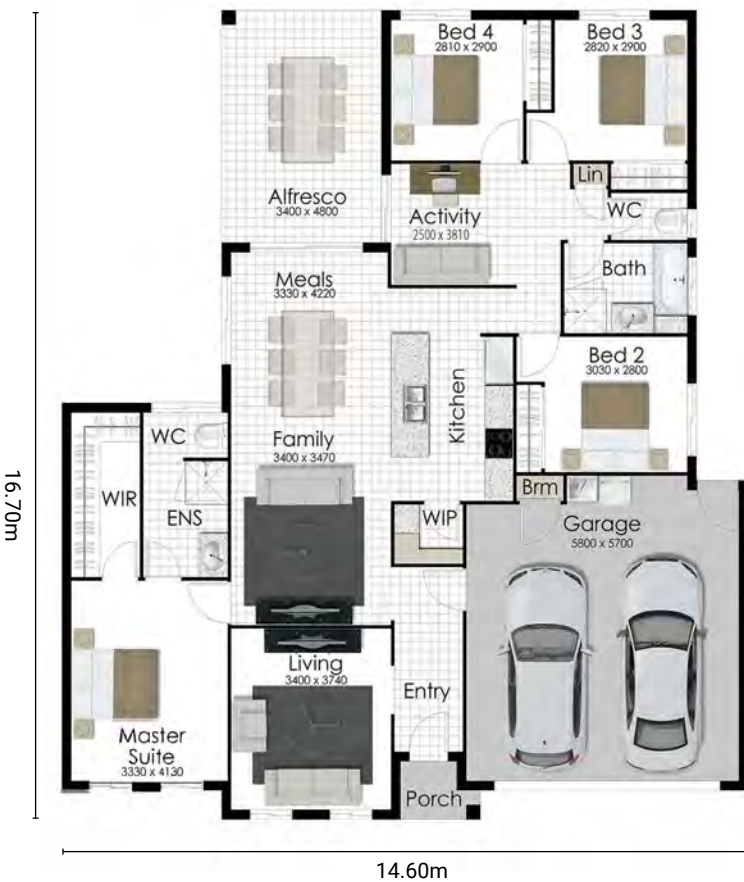 Bed 4
2810 x 2900
Bed 3
2820 x 2900
Alfresco
3400 x 4800
Activity
2500 x 3810
Lin
WC
Bath
Meals
3330 x 4220
Kitchen
Bed 2
3030 x 2800
Family
3400 x 3470
WC
WIR
ENS
WIP
Brm
Garage
5800 x 5700
Living
3400 x 3740
Entry
Master
Suite
3330 x 4130
Porch
16.70m
14.60m